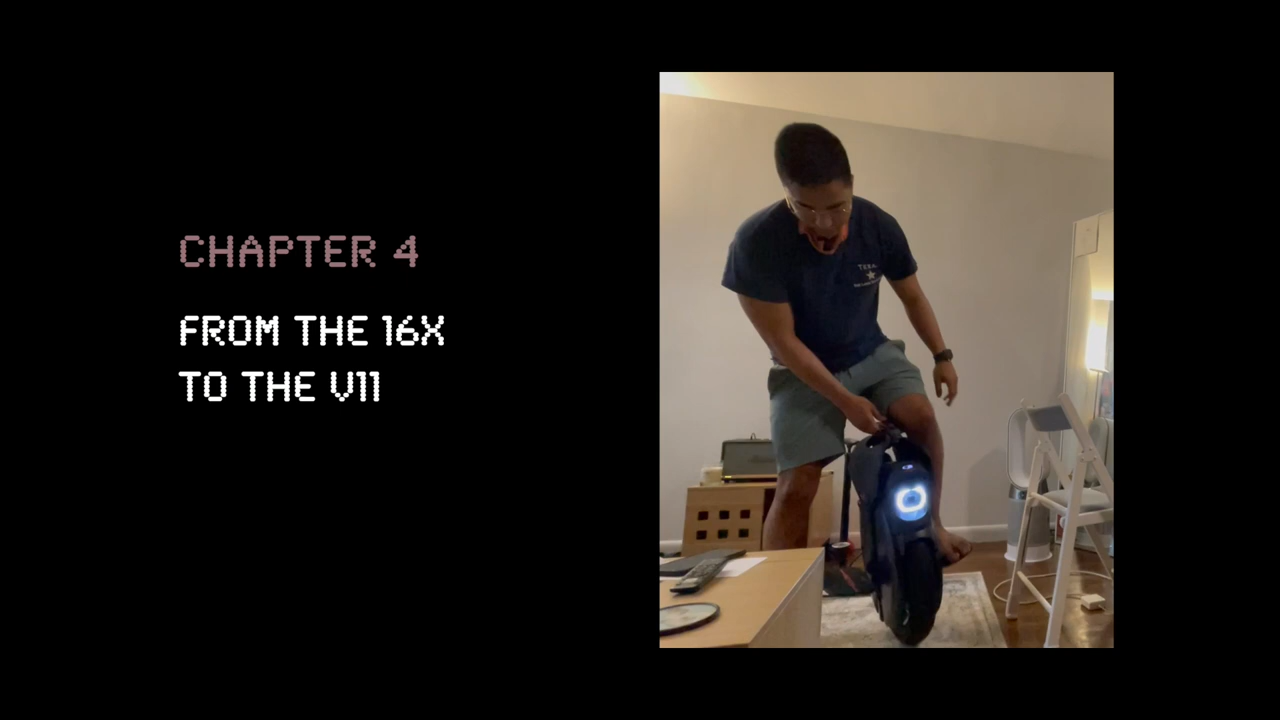 CHAPTER 4
FROM THE 16X
TO THE V11